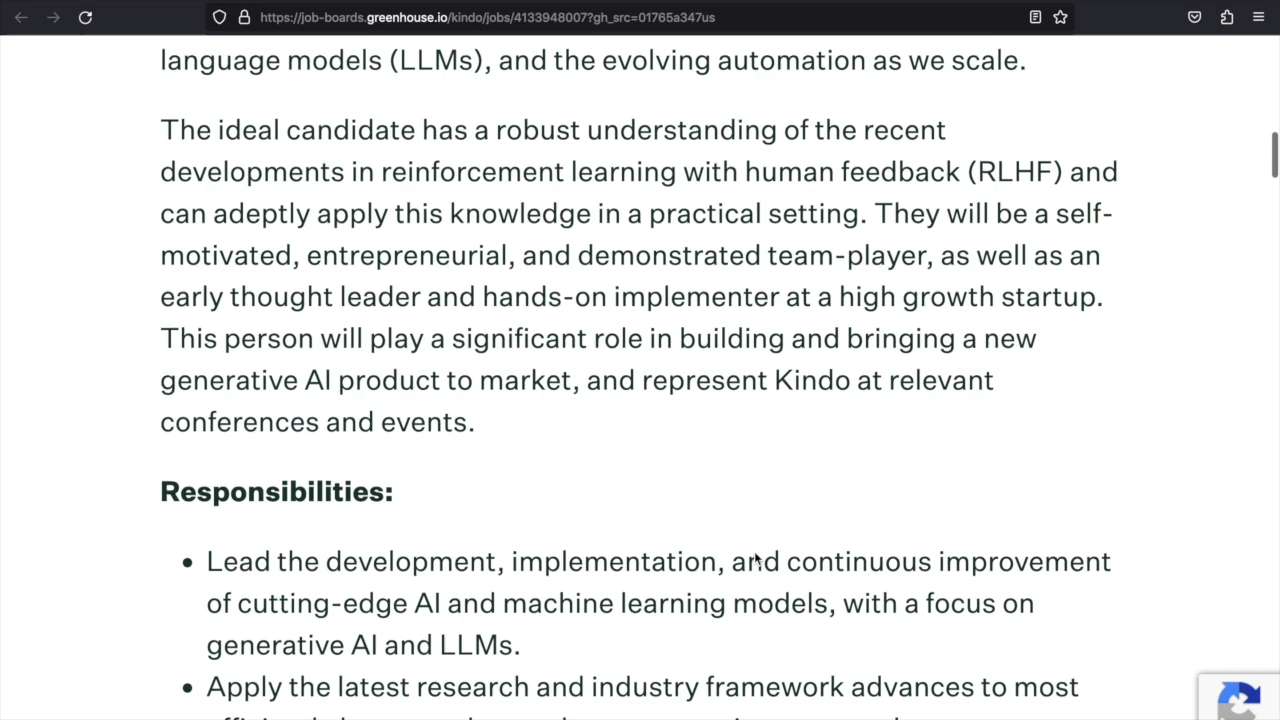 https://job-boards.greenhouse.io/kindo/jobs/4133948007?gh_src=01765a347us
language models (LLMs), and the evolving automation as we scale.
The ideal candidate has a robust understanding of the recent
developments in reinforcement learning with human feedback (RLHF) and
can adeptly apply this knowledge in a practical setting. They will be a self-
motivated, entrepreneurial, and demonstrated team-player, as well as an
early thought leader and hands-on implementer at a high growth startup.
This person will play a significant role in building and bringing a new
generative AI product to market, and represent Kindo at relevant
conferences and events.
Responsibilities:
• Lead the development, implementation, and continuous improvement
of cutting-edge AI and machine learning models, with a focus on
generative AI and LLMs.
• Apply the latest research and industry framework advances to most